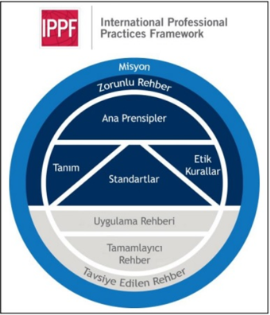 IPPF
International Professional
Practices Framework
Misyon
Zorunlu Rehber
Ana Prensipler
Tanım
Etik
Kurallar
Standartlar
Uygulama Rehberi
Tamamlayıcı
Rehber
Tavsiye Edilen Rehber